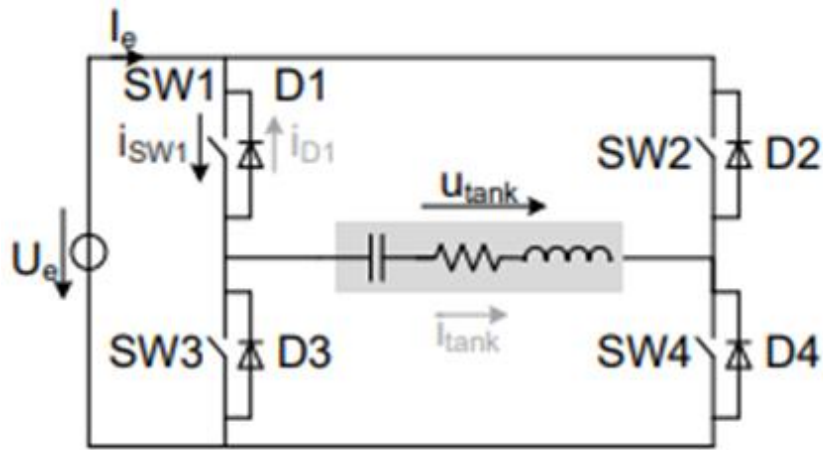 Ie
SW1 D1
iSW1 iD1
SW2 D2
utank
Ue
itank
SW3 D3
SW4 D4